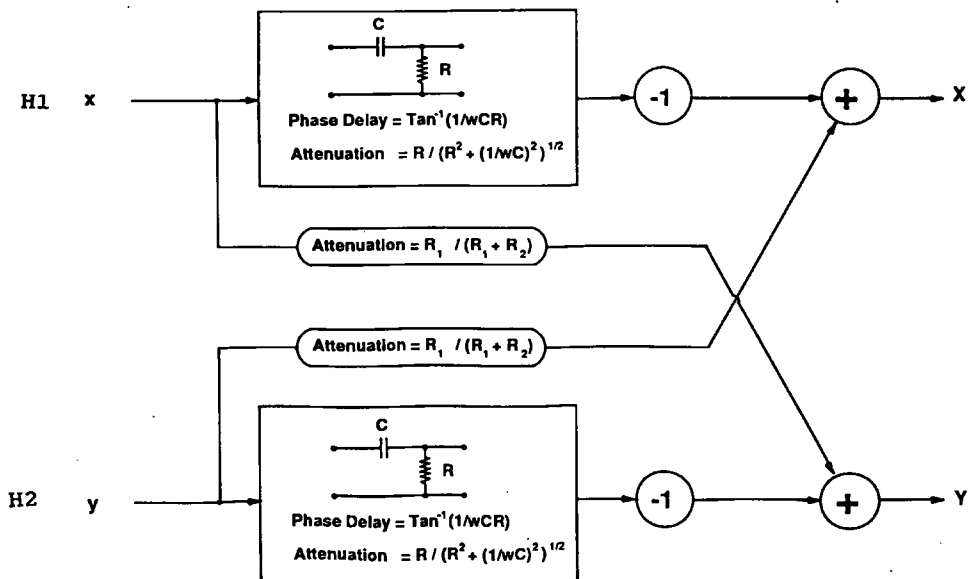 C
R
H1 x
Phase Delay = Tan⁻¹(1/wCR)
Attenuation = R / (R² + (1/wC)²)^1/2
-1
+
X
Attenuation = R₁ / (R₁ + R₂)
Attenuation = R₁ / (R₁ + R₂)
C
R
H2 y
Phase Delay = Tan⁻¹(1/wCR)
Attenuation = R / (R² + (1/wC)²)^1/2
-1
+
Y